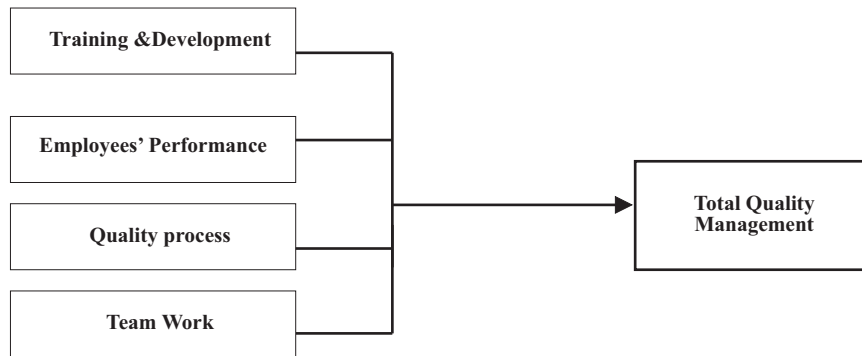 Training &Development
Employees’ Performance
Quality process
Team Work
Total Quality
Management